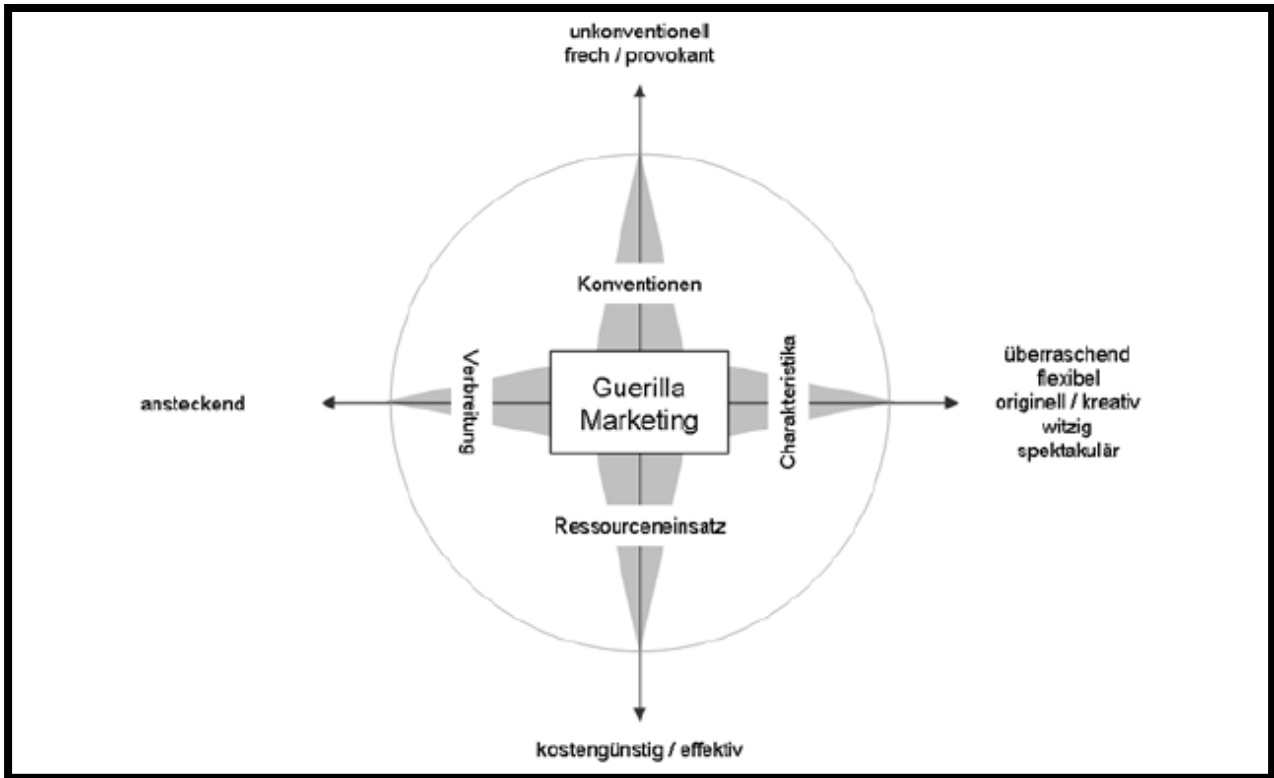 unkonventionell
frech / provokant
Konventionen
Verbreitung
Guerilla
Marketing
Charakteristika
ansteckend
überraschend
flexibel
originell / kreativ
witzig
spektakulär
Ressourceneinsatz
kostengünstig / effektiv